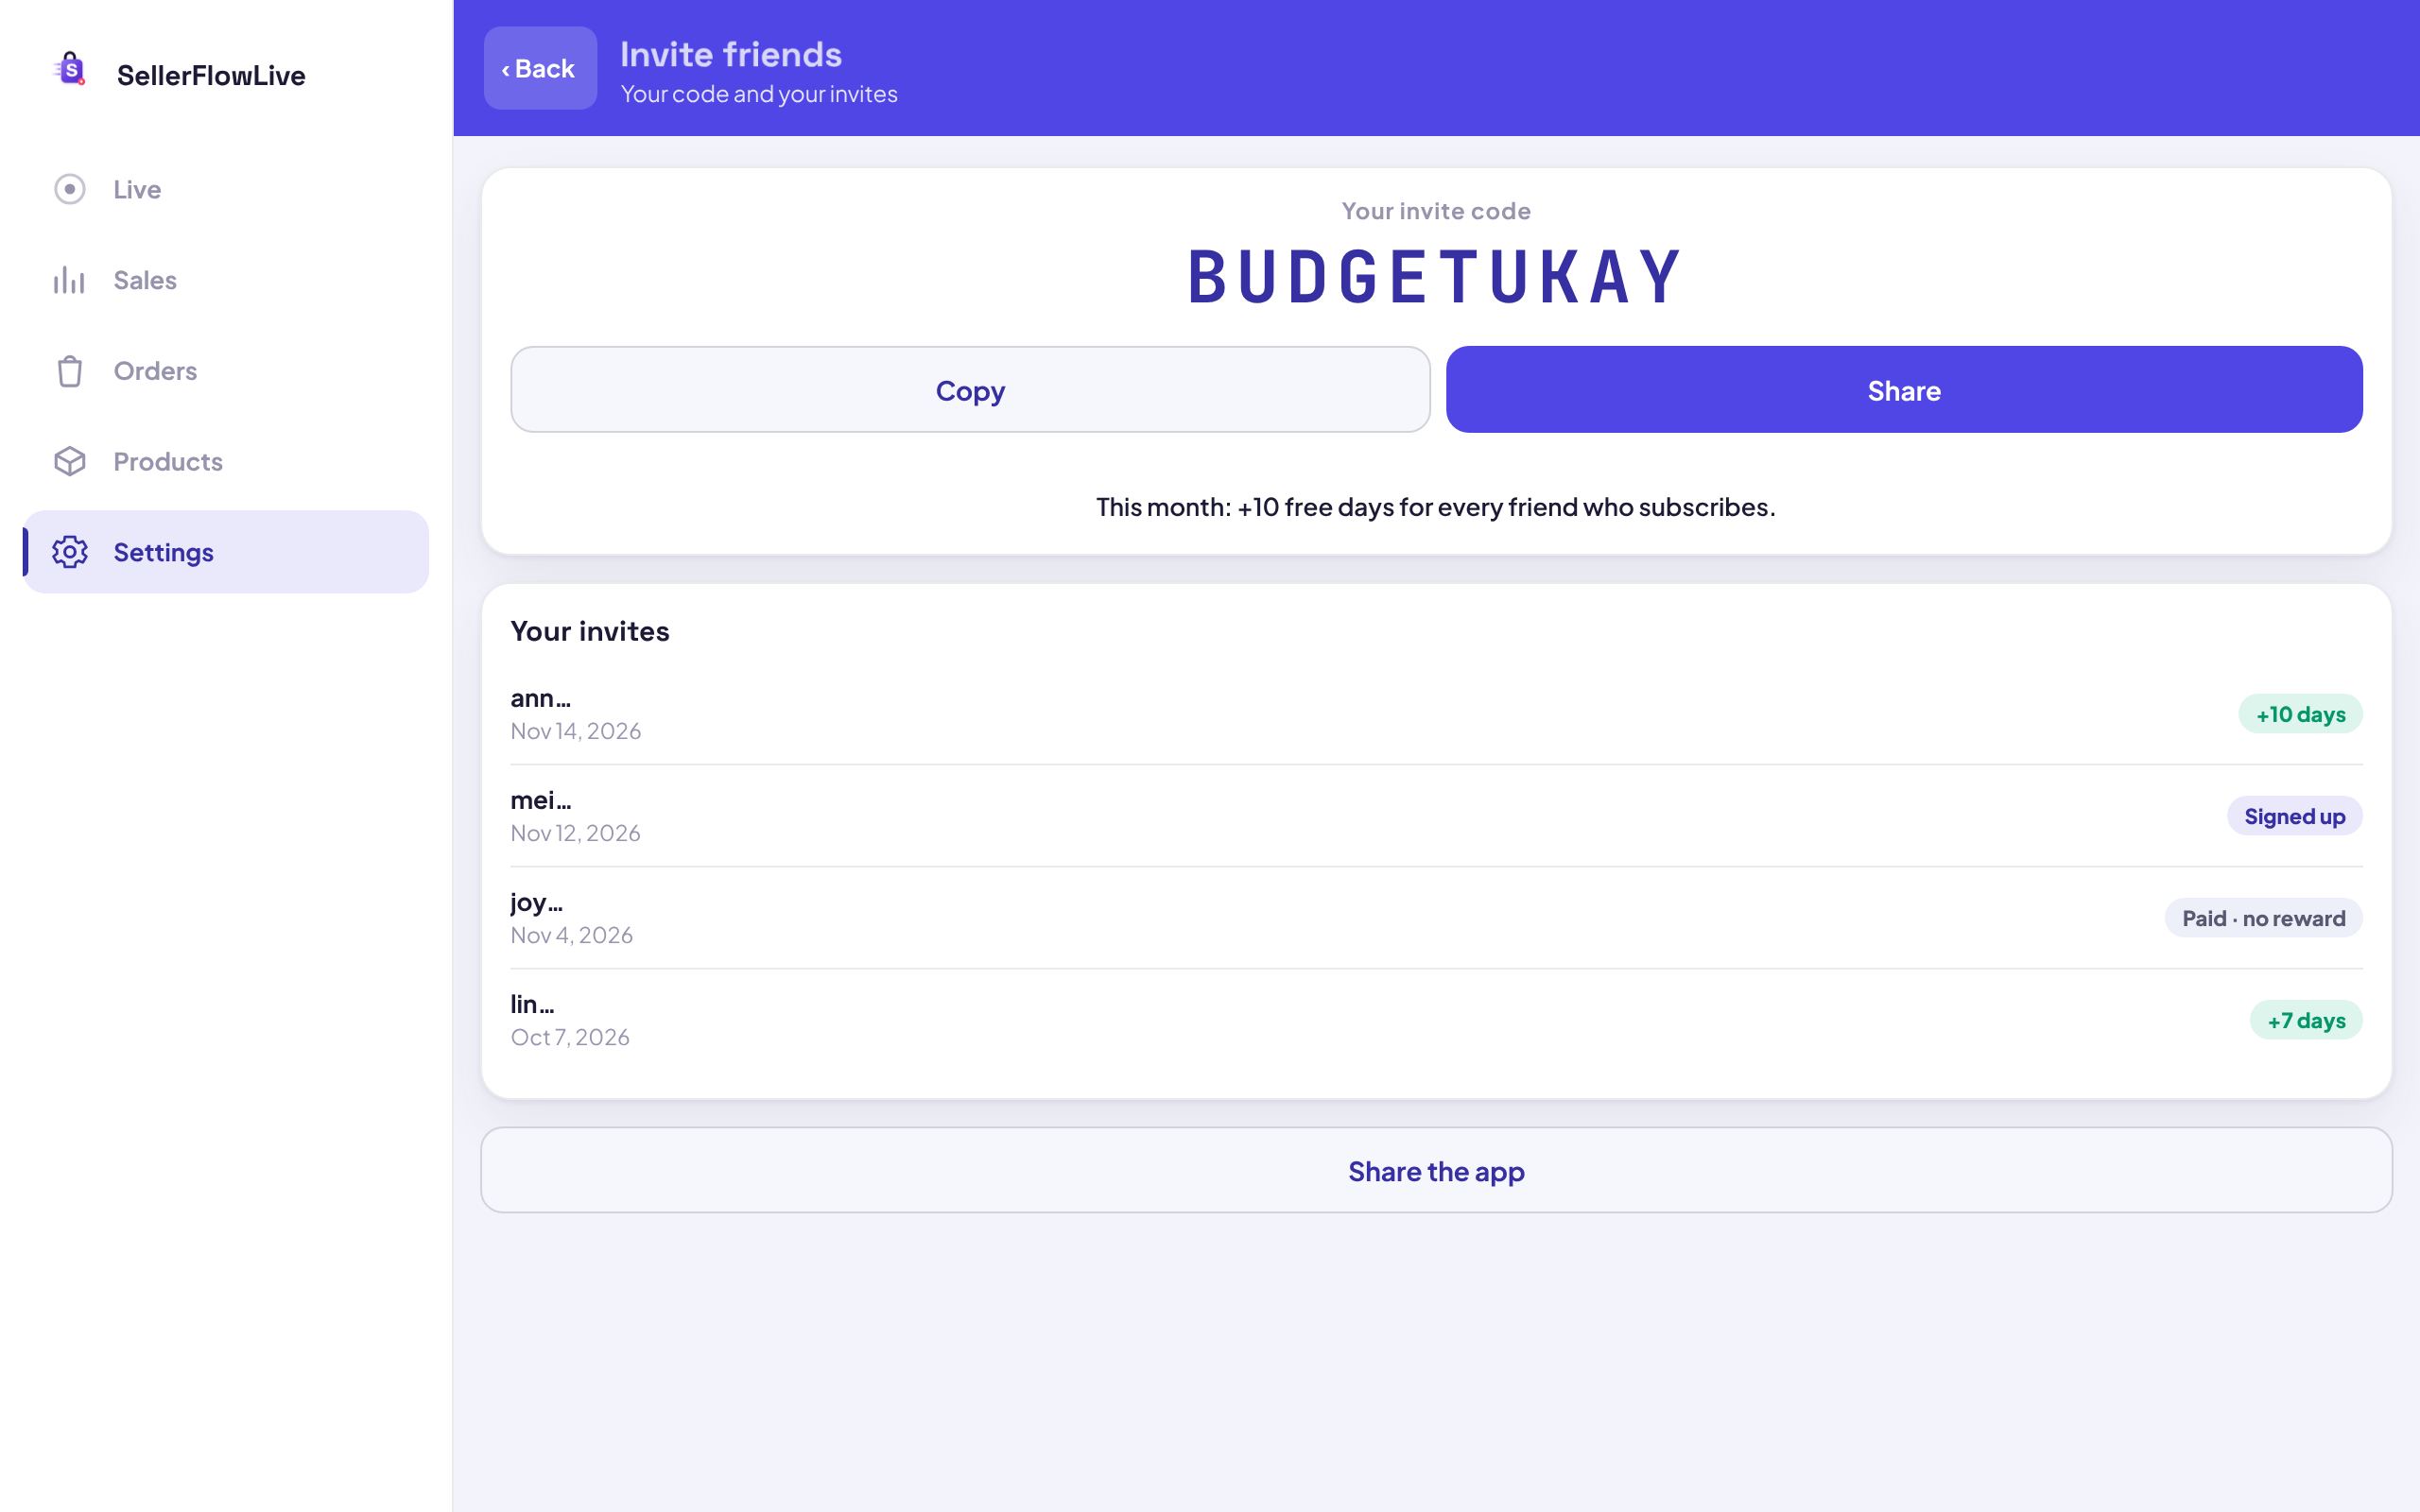 SellerFlowLive
Live
Sales
Orders
Products
Settings
‹ Back
Invite friends
Your code and your invites
Your invite code
BUDGETUKAY
Copy
Share
This month: +10 free days for every friend who subscribes.
Your invites
ann...
Nov 14, 2026
+10 days
mei...
Nov 12, 2026
Signed up
joy...
Nov 4, 2026
Paid · no reward
lin...
Oct 7, 2026
+7 days
Share the app